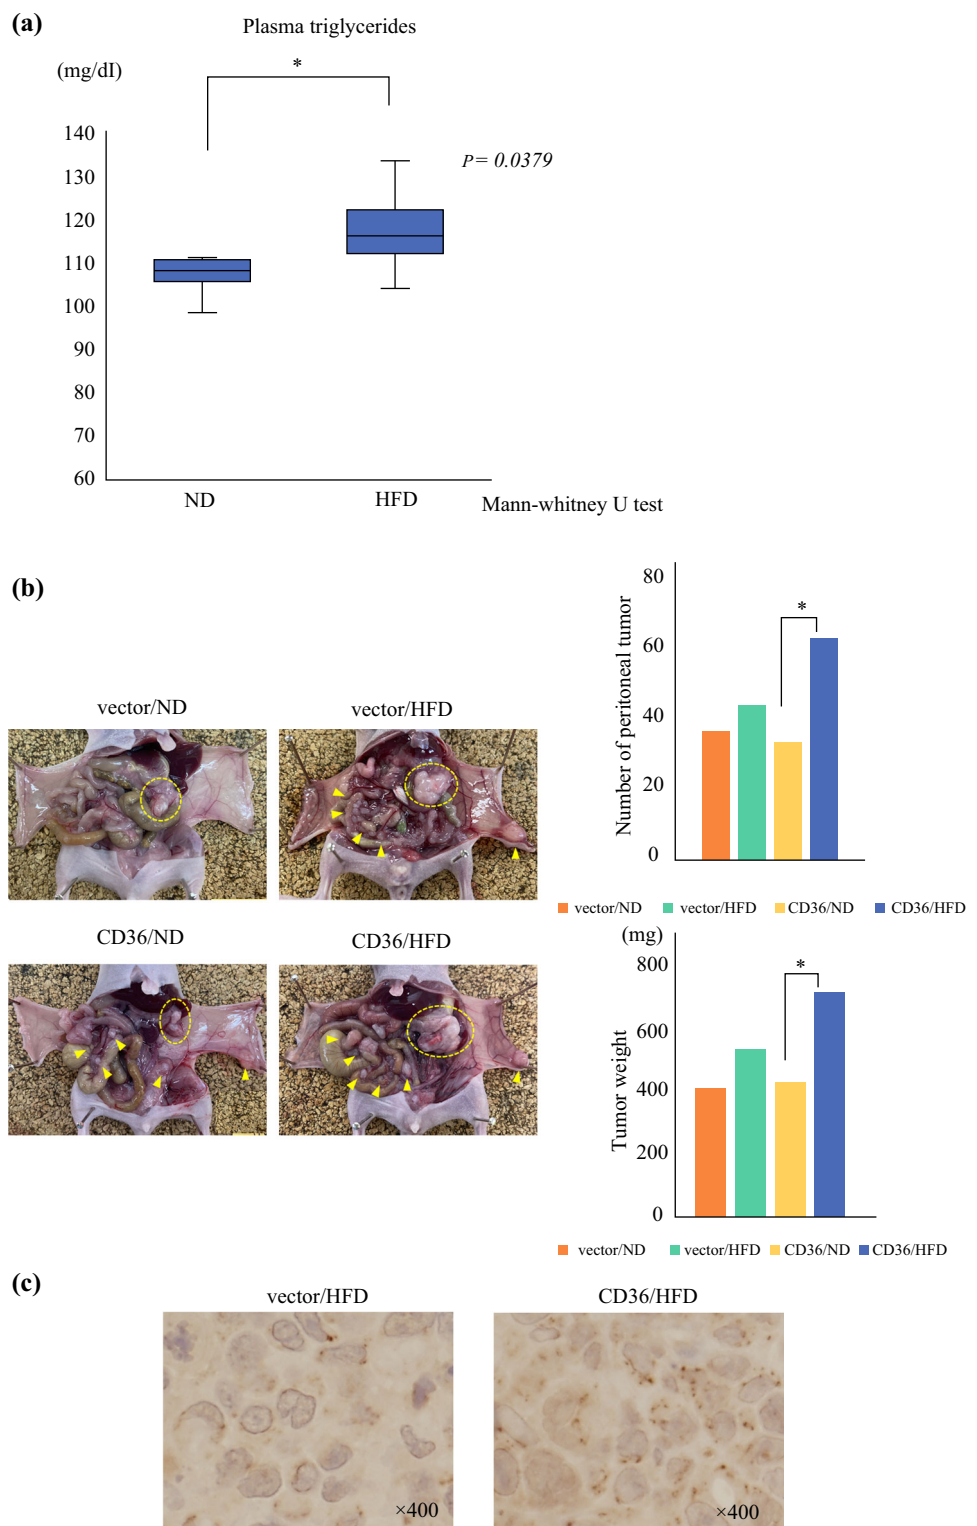 (a)
Plasma triglycerides
(mg/dl)
*
140
130
120
110
100
90
80
70
60
P= 0.0379
ND
HFD
Mann-whitney U test
(b)
vector/ND
vector/HFD
CD36/ND
CD36/HFD
Number of peritoneal tumor
80
60
40
20
0
*
vector/ND
vector/HFD
CD36/ND
CD36/HFD
(mg)
Tumor weight
800
600
400
200
0
*
vector/ND
vector/HFD
CD36/ND
CD36/HFD
(c)
vector/HFD
CD36/HFD
×400
×400